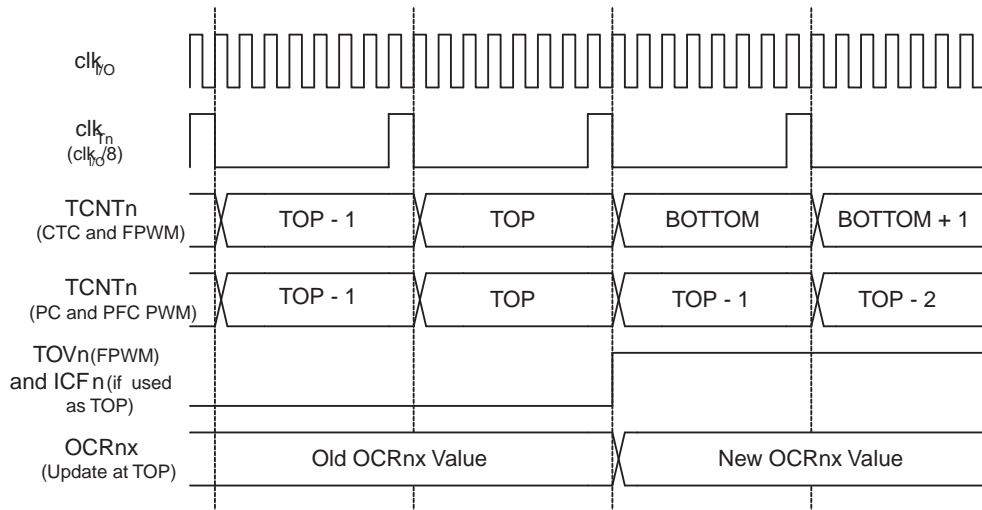 clkI/O
clkTn
(clkI/O/8)
TCNTn
(CTC and FPWM)
TOP - 1
TOP
BOTTOM
BOTTOM + 1
TCNTn
(PC and PFC PWM)
TOP - 1
TOP
TOP - 1
TOP - 2
TOVn(FPWM)
and ICFn(if used
as TOP)
OCRnx
(Update at TOP)
Old OCRnx Value
New OCRnx Value